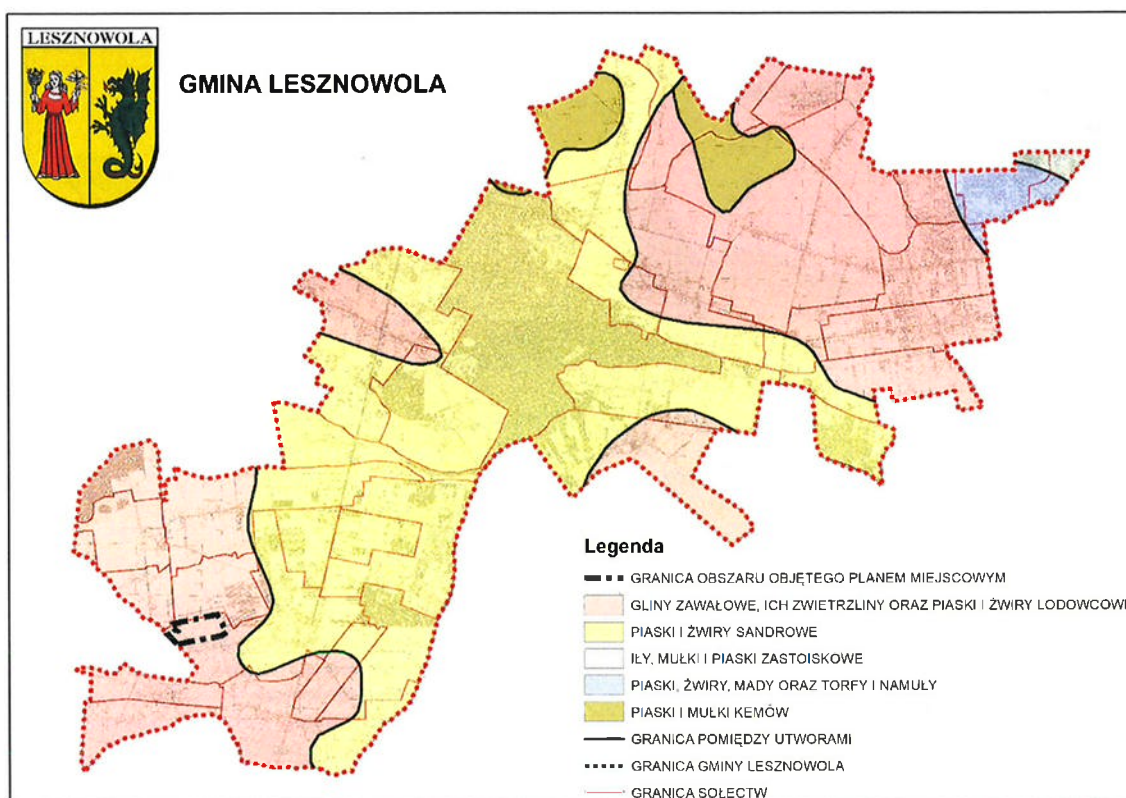 LESZNOWOLA
GMINA LESZNOWOLA
Legenda
GRANICA OBSZARU OBJĘTEGO PLANEM MIEJSCOWYM
GLINY ZAWAŁOWE, ICH ZWIETRZLINY ORAZ PIASKI I ŻWIRY LODOWCOWE
PIASKI I ŻWIRY SANDROWE
IŁY, MUŁKI I PIASKI ZASTOISKOWE
PIASKI, ŻWIRY, MADY ORAZ TORFY I NAMUŁY
PIASKI I MUŁKI KEMÓW
GRANICA POMIĘDZY UTWORAMI
GRANICA GMINY LESZNOWOLA
GRANICA SOŁECTW